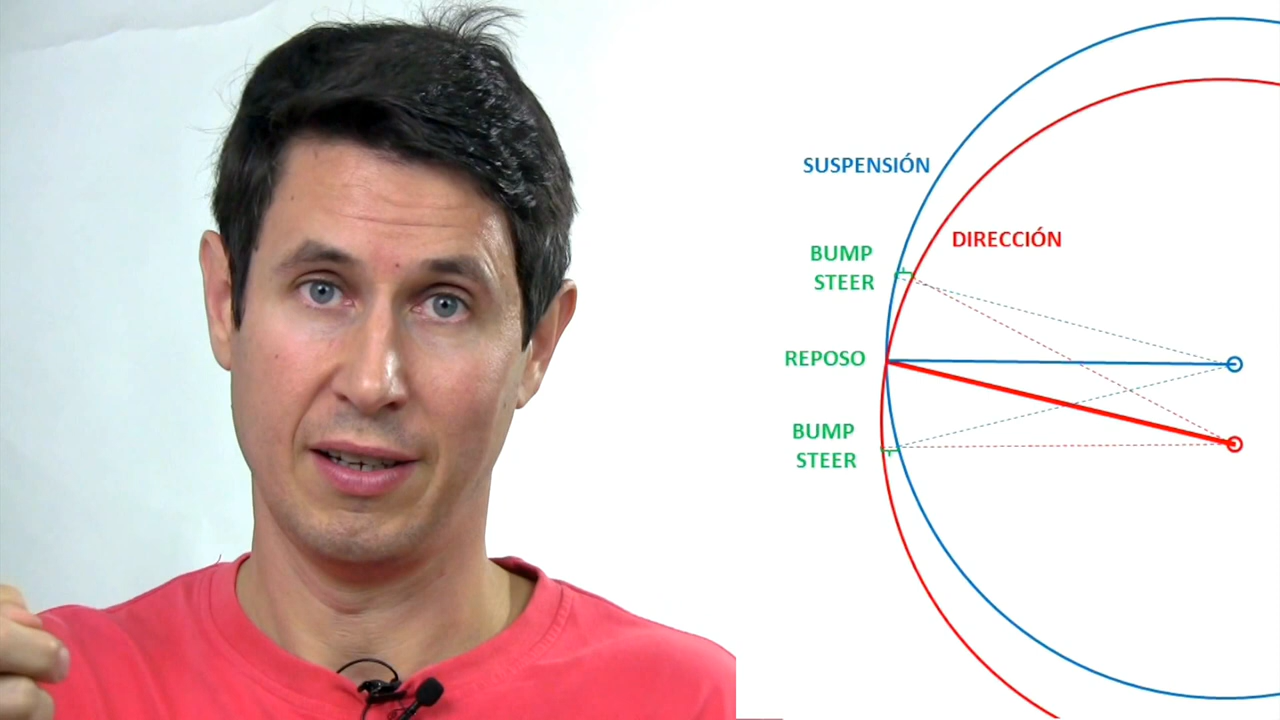 SUSPENSIÓN
DIRECCIÓN
BUMP
STEER
REPOSO
BUMP
STEER